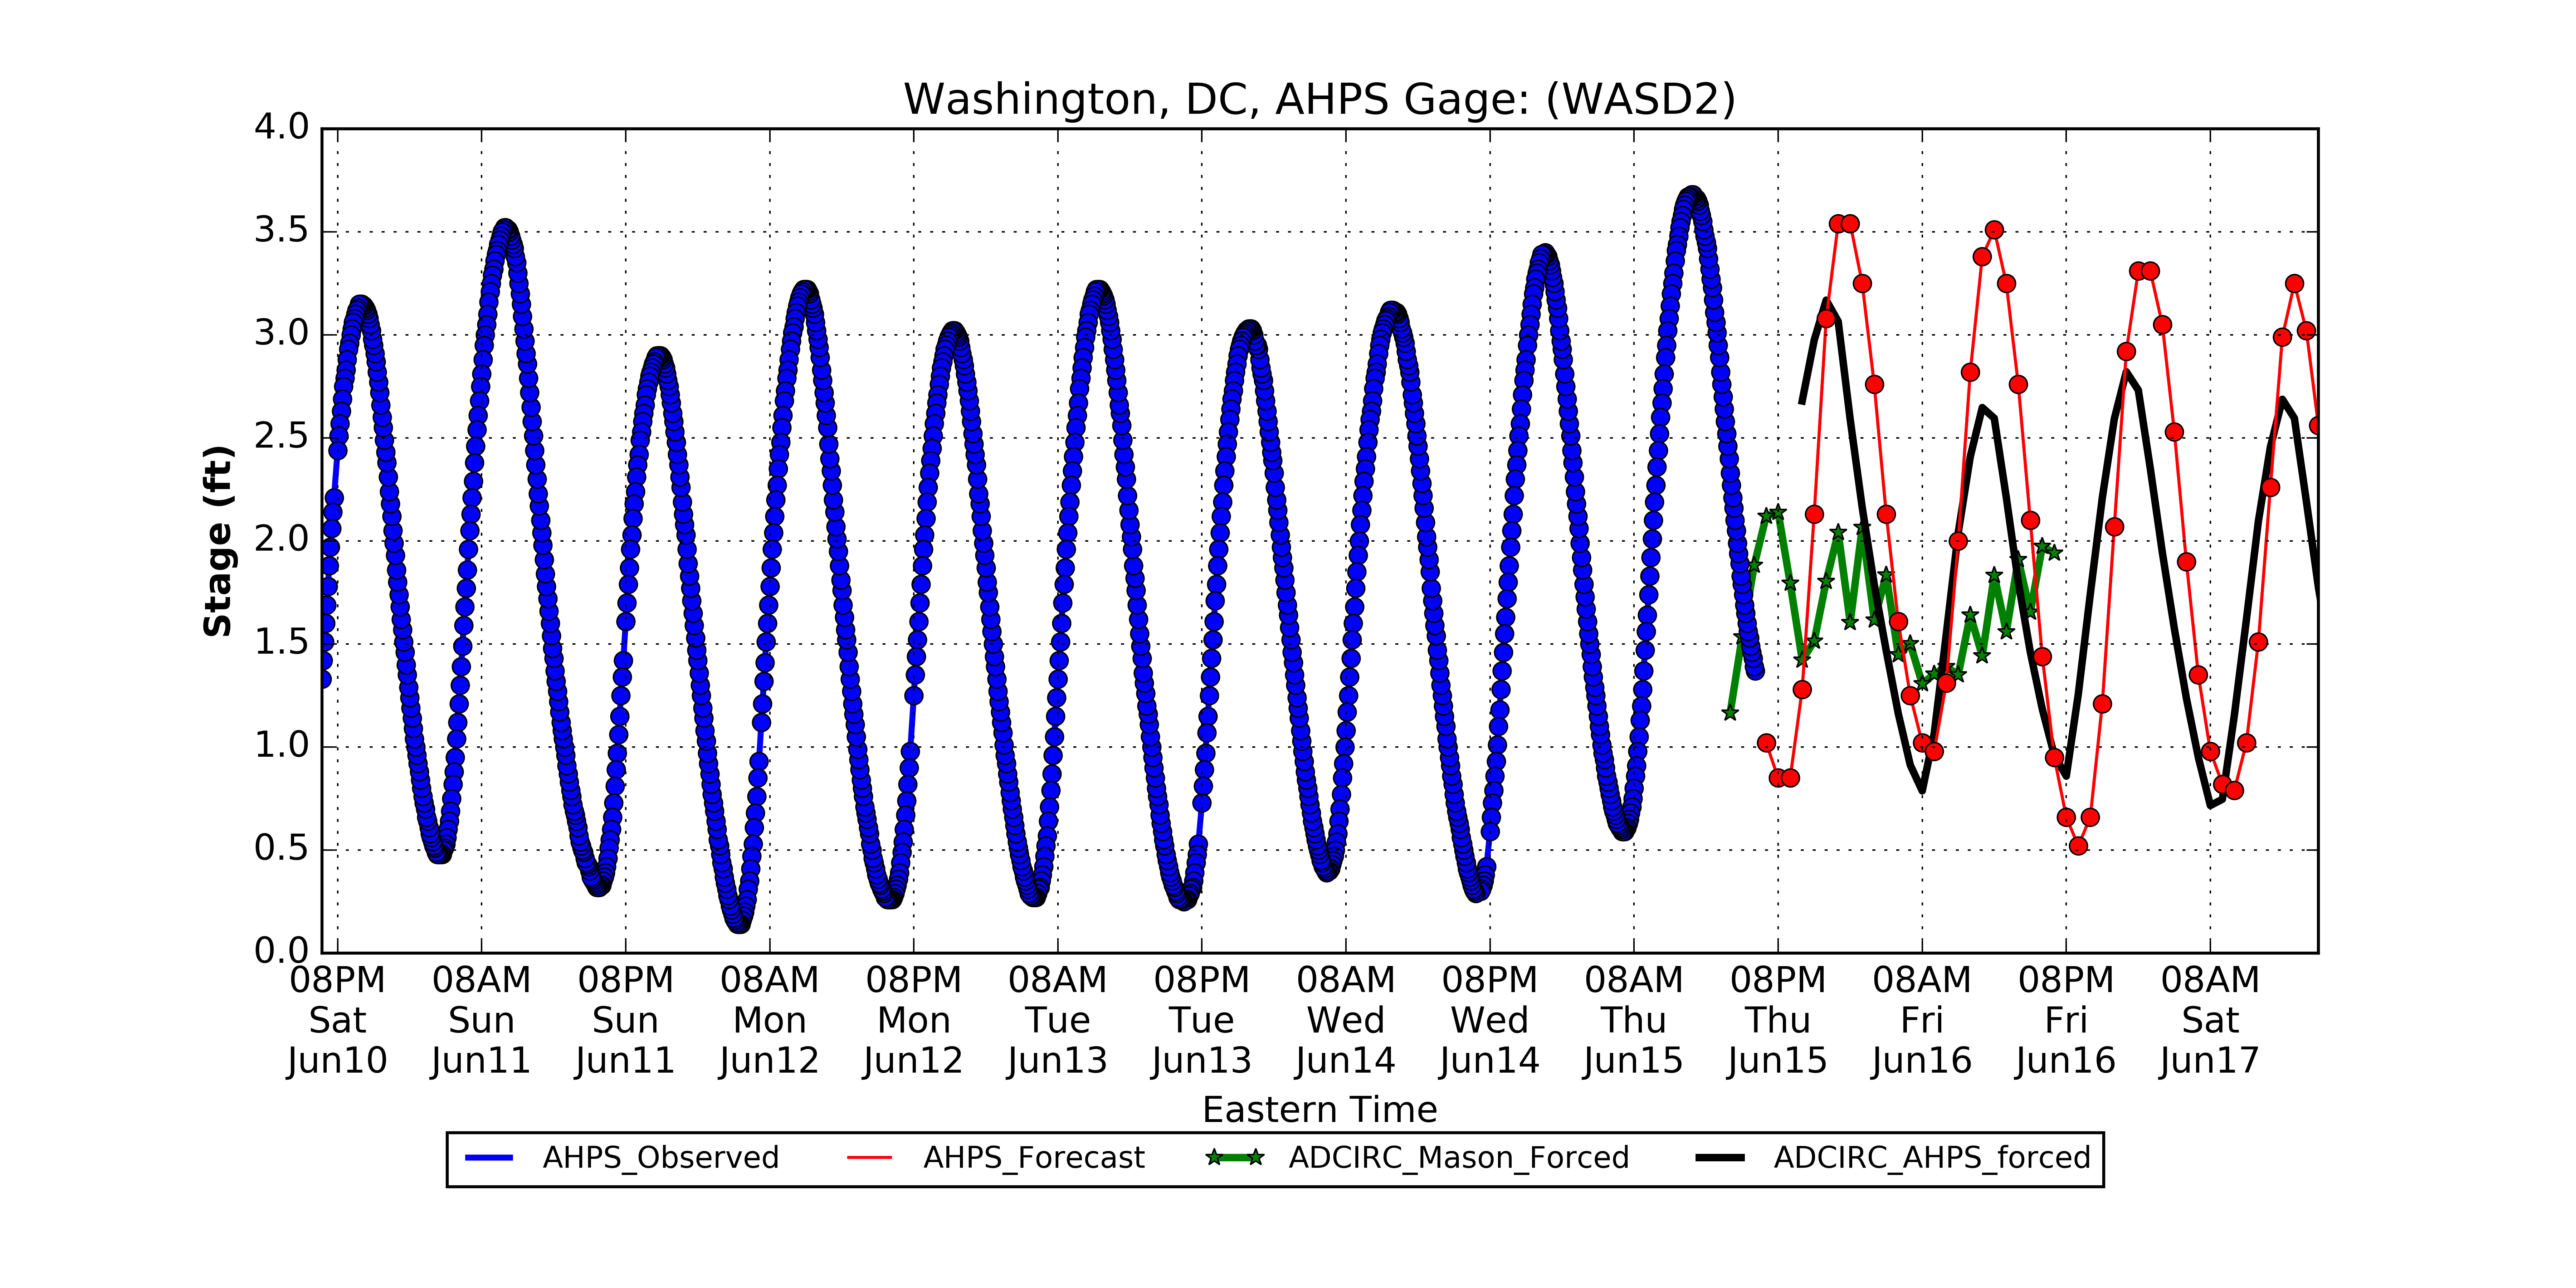 Washington, DC, AHPS Gage: (WASD2)
4.0
3.5
3.0
2.5
2.0
1.5
1.0
0.5
0.0
Stage (ft)
08PM 08AM 08PM 08AM 08PM 08AM 08PM 08AM 08PM 08AM 08PM 08AM 08PM 08AM
Sat Sun Sun Mon Mon Tue Tue Wed Wed Thu Thu Fri Fri Sat
Jun10 Jun11 Jun11 Jun12 Jun12 Jun13 Jun13 Jun14 Jun14 Jun15 Jun15 Jun16 Jun16 Jun17
Eastern Time
AHPS_Observed AHPS_Forecast ADCIRC_Mason_Forced ADCIRC_AHPS_forced